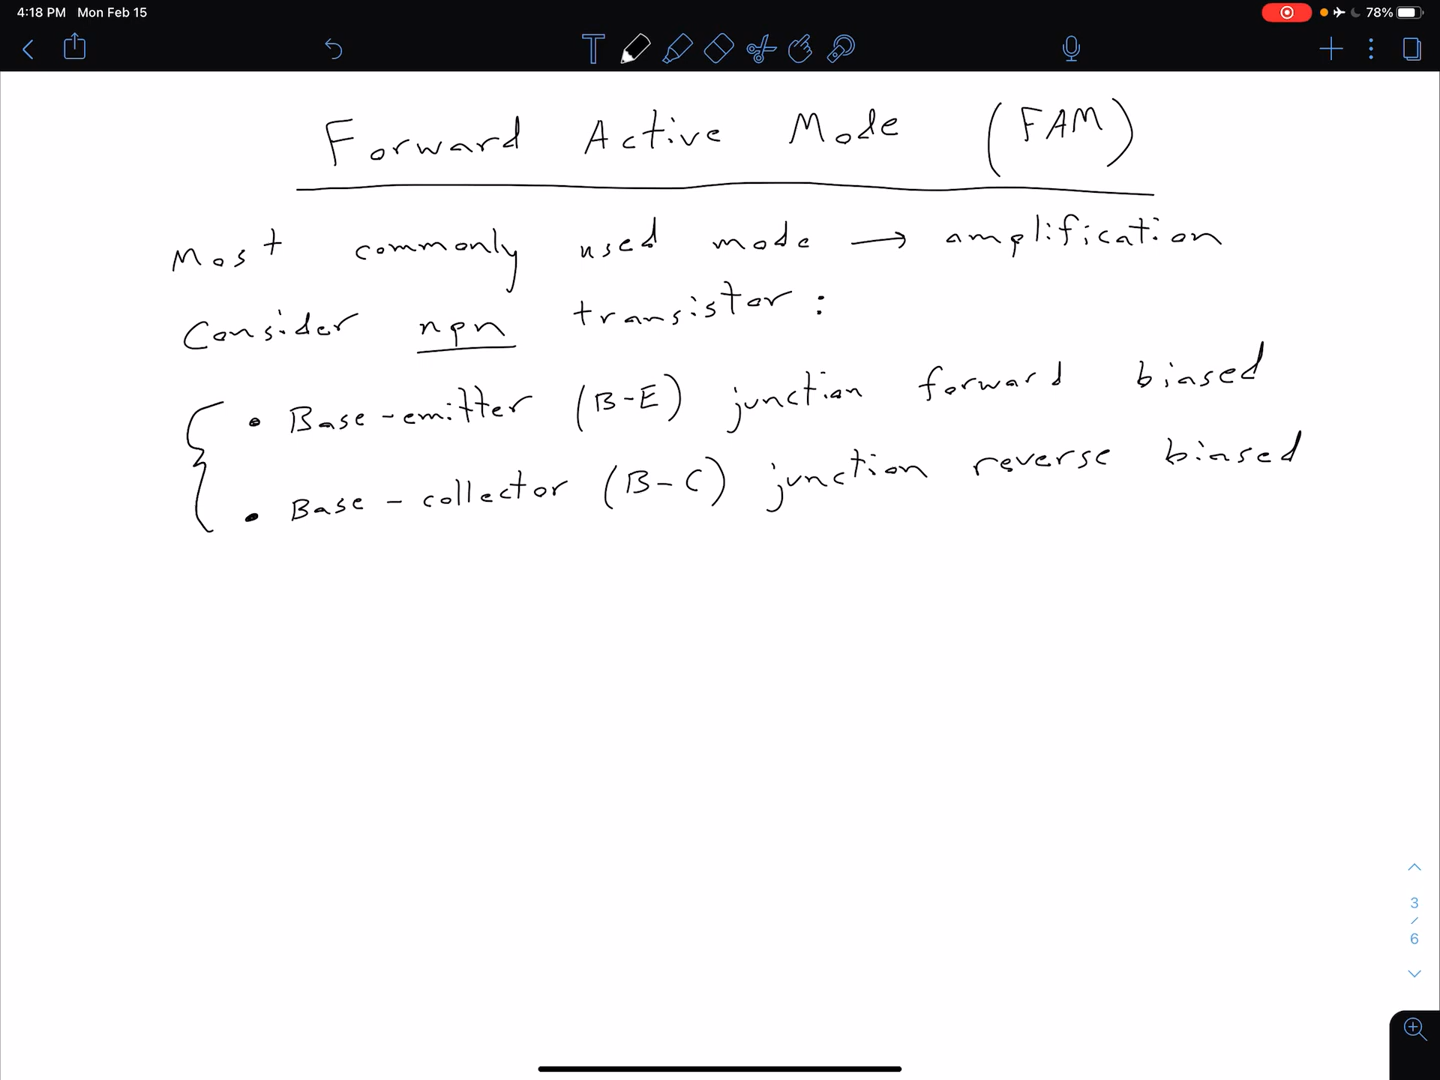 4:18 PM Mon Feb 15 78%
Forward Active Mode (FAM)
Most commonly used mode → amplification
Consider npn transistor:
• Base-emitter (B-E) junction forward biased
• Base-collector (B-C) junction reverse biased
3
/
6